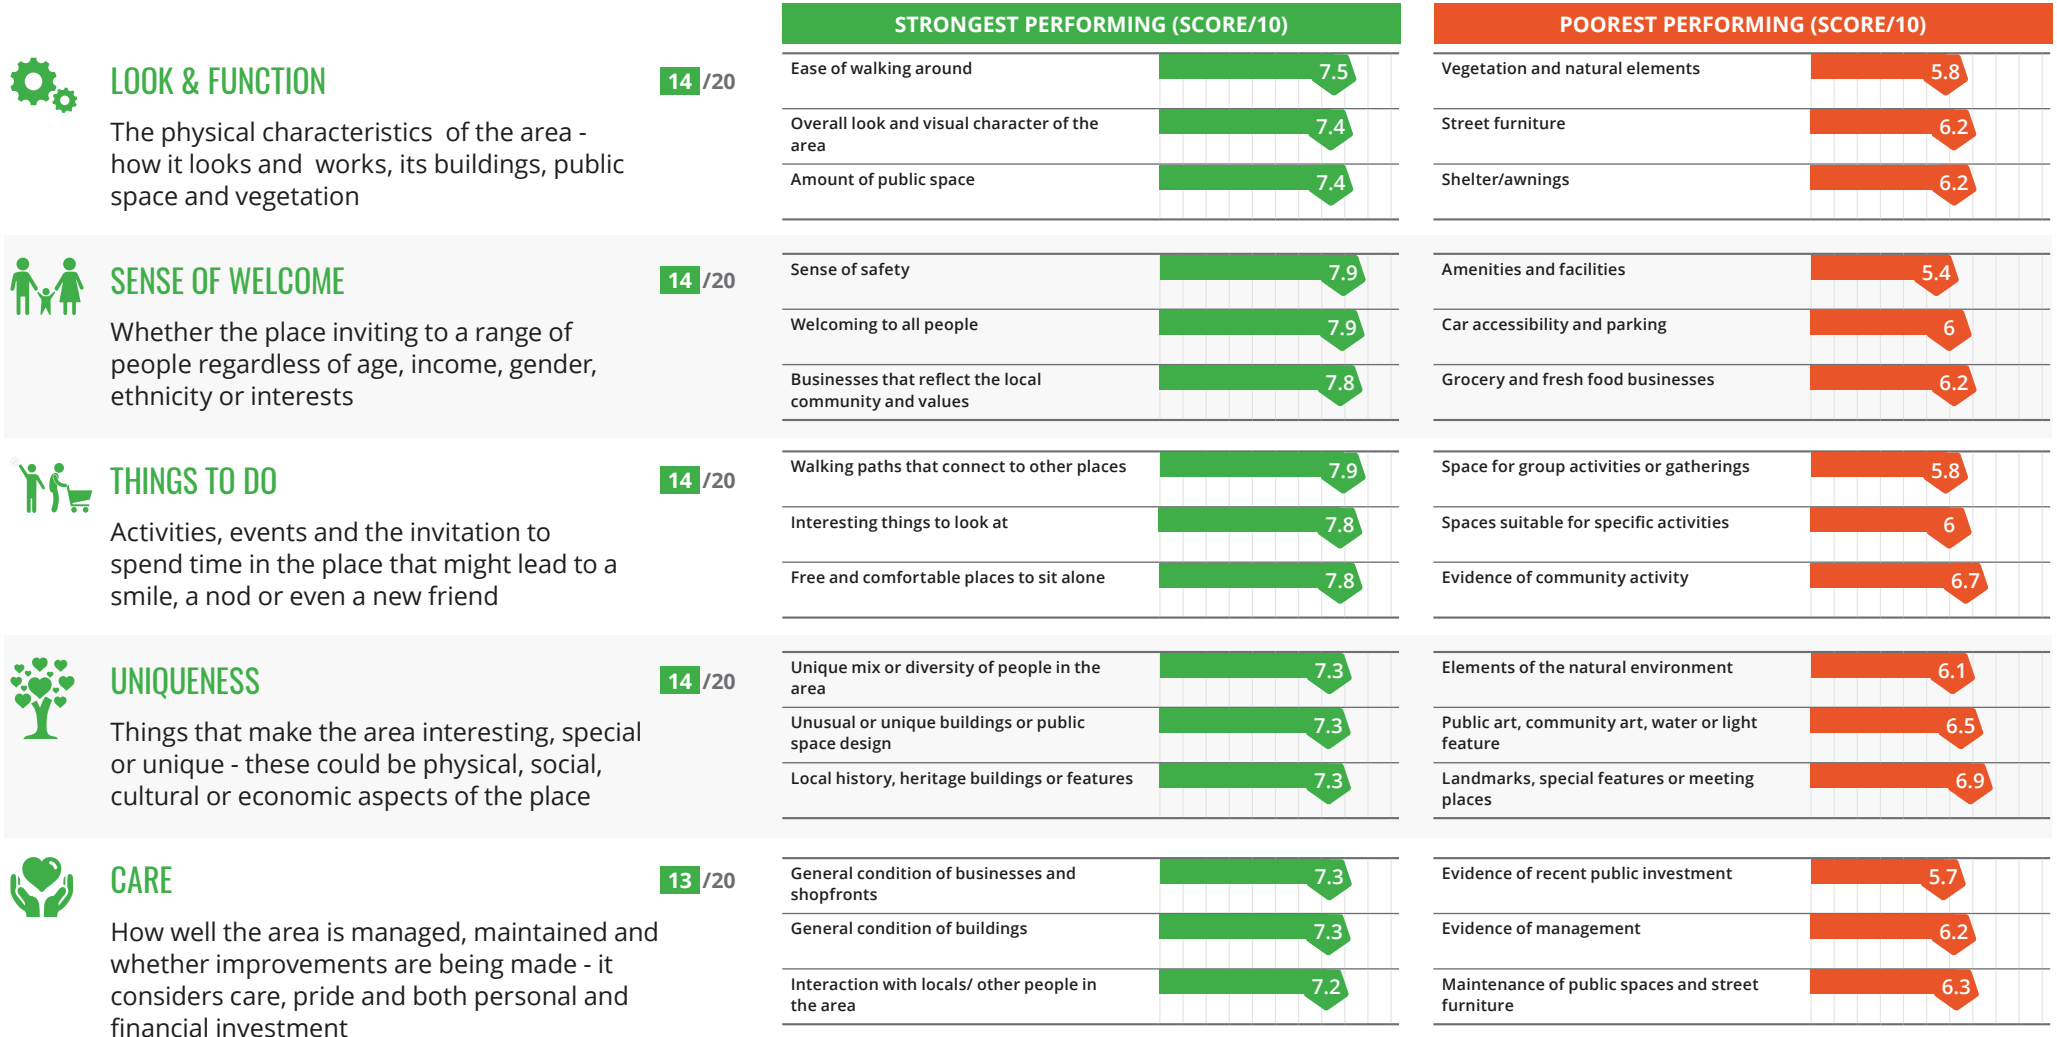 STRONGEST PERFORMING (SCORE/10)
POOREST PERFORMING (SCORE/10)
LOOK & FUNCTION
14 /20
The physical characteristics of the area -
how it looks and works, its buildings, public
space and vegetation
Ease of walking around
7.5
Overall look and visual character of the
area
7.4
Amount of public space
7.4
Vegetation and natural elements
5.8
Street furniture
6.2
Shelter/awnings
6.2
SENSE OF WELCOME
14 /20
Whether the place inviting to a range of
people regardless of age, income, gender,
ethnicity or interests
Sense of safety
7.9
Welcoming to all people
7.9
Businesses that reflect the local
community and values
7.8
Amenities and facilities
5.4
Car accessibility and parking
6
Grocery and fresh food businesses
6.2
THINGS TO DO
14 /20
Activities, events and the invitation to
spend time in the place that might lead to a
smile, a nod or even a new friend
Walking paths that connect to other places
7.9
Interesting things to look at
7.8
Free and comfortable places to sit alone
7.8
Space for group activities or gatherings
5.8
Spaces suitable for specific activities
6
Evidence of community activity
6.7
UNIQUENESS
14 /20
Things that make the area interesting, special
or unique - these could be physical, social,
cultural or economic aspects of the place
Unique mix or diversity of people in the
area
7.3
Unusual or unique buildings or public
space design
7.3
Local history, heritage buildings or features
7.3
Elements of the natural environment
6.1
Public art, community art, water or light
feature
6.5
Landmarks, special features or meeting
places
6.9
CARE
13 /20
How well the area is managed, maintained and
whether improvements are being made - it
considers care, pride and both personal and
financial investment
General condition of businesses and
shopfronts
7.3
General condition of buildings
7.3
Interaction with locals/ other people in
the area
7.2
Evidence of recent public investment
5.7
Evidence of management
6.2
Maintenance of public spaces and street
furniture
6.3